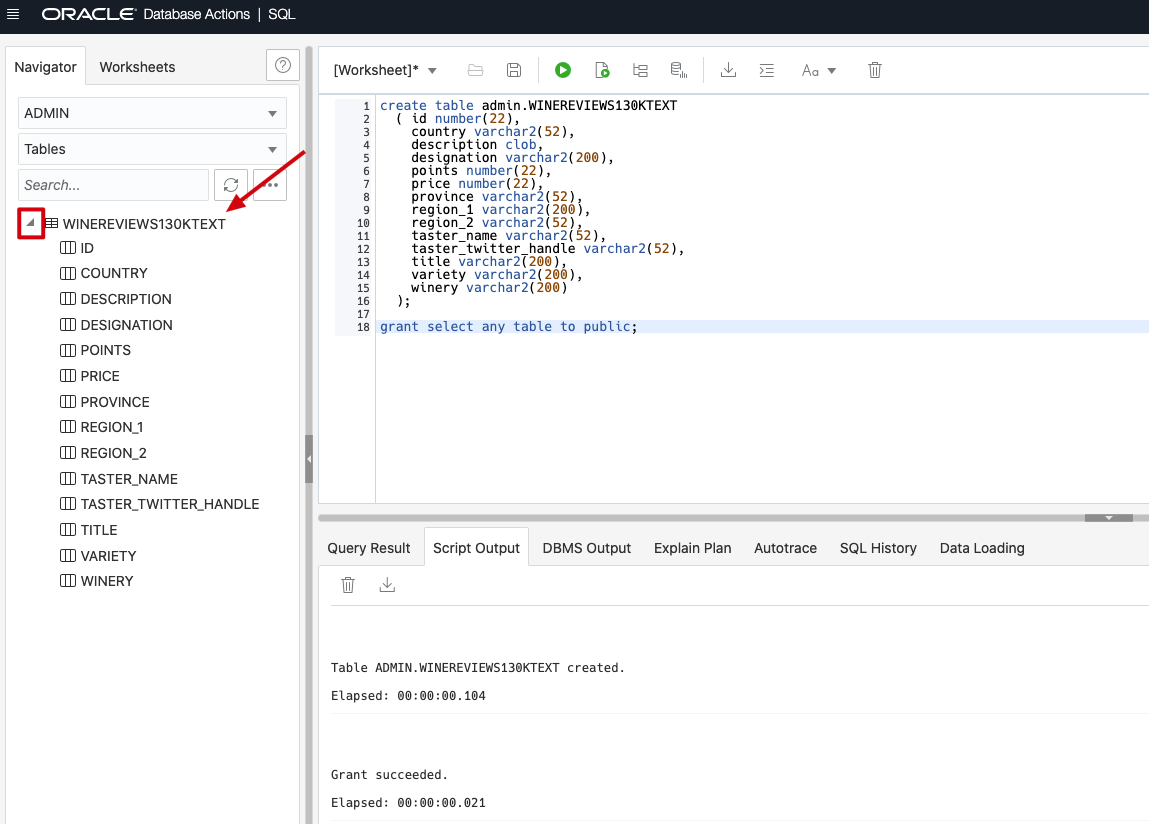 ORACLE Database Actions | SQL
Navigator
Worksheets
ADMIN
Tables
Search...
WINEREVIEWS130KTEXT
ID
COUNTRY
DESCRIPTION
DESIGNATION
POINTS
PRICE
PROVINCE
REGION_1
REGION_2
TASTER_NAME
TASTER_TWITTER_HANDLE
TITLE
VARIETY
WINERY
[Worksheet]*
Aa
1 create table admin.WINEREVIEWS130KTEXT
2 ( id number(22),
3 country varchar2(52),
4 description clob,
5 designation varchar2(200),
6 points number(22),
7 price number(22),
8 province varchar2(52),
9 region_1 varchar2(200),
10 region_2 varchar2(52),
11 taster_name varchar2(52),
12 taster_twitter_handle varchar2(52),
13 title varchar2(200),
14 variety varchar2(200),
15 winery varchar2(200)
16 );
17
18 grant select any table to public;
Query Result Script Output DBMS Output Explain Plan Autotrace SQL History Data Loading
Table ADMIN.WINEREVIEWS130KTEXT created.
Elapsed: 00:00:00.104
Grant succeeded.
Elapsed: 00:00:00.021